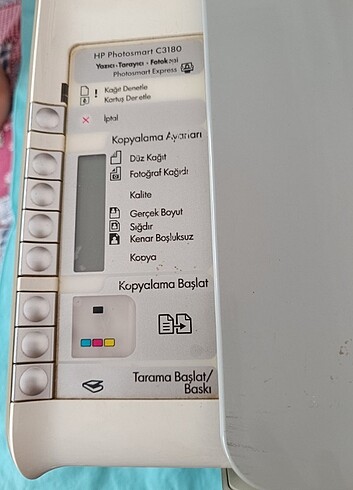 HP Photosmart C3180
Yazıcı-Tarayıcı - Fotokopi
Photosmart Express
Kağıt Denetle
Kartuş Denetle
İptal
Kopyalama Ayarları
Düz Kağıt
Fotoğraf Kağıdı
Kalite
Gerçek Boyut
Sığdır
Kenar Boşluksuz
Kopya
Kopyalama Başlat
Tarama Başlat/
Baskı